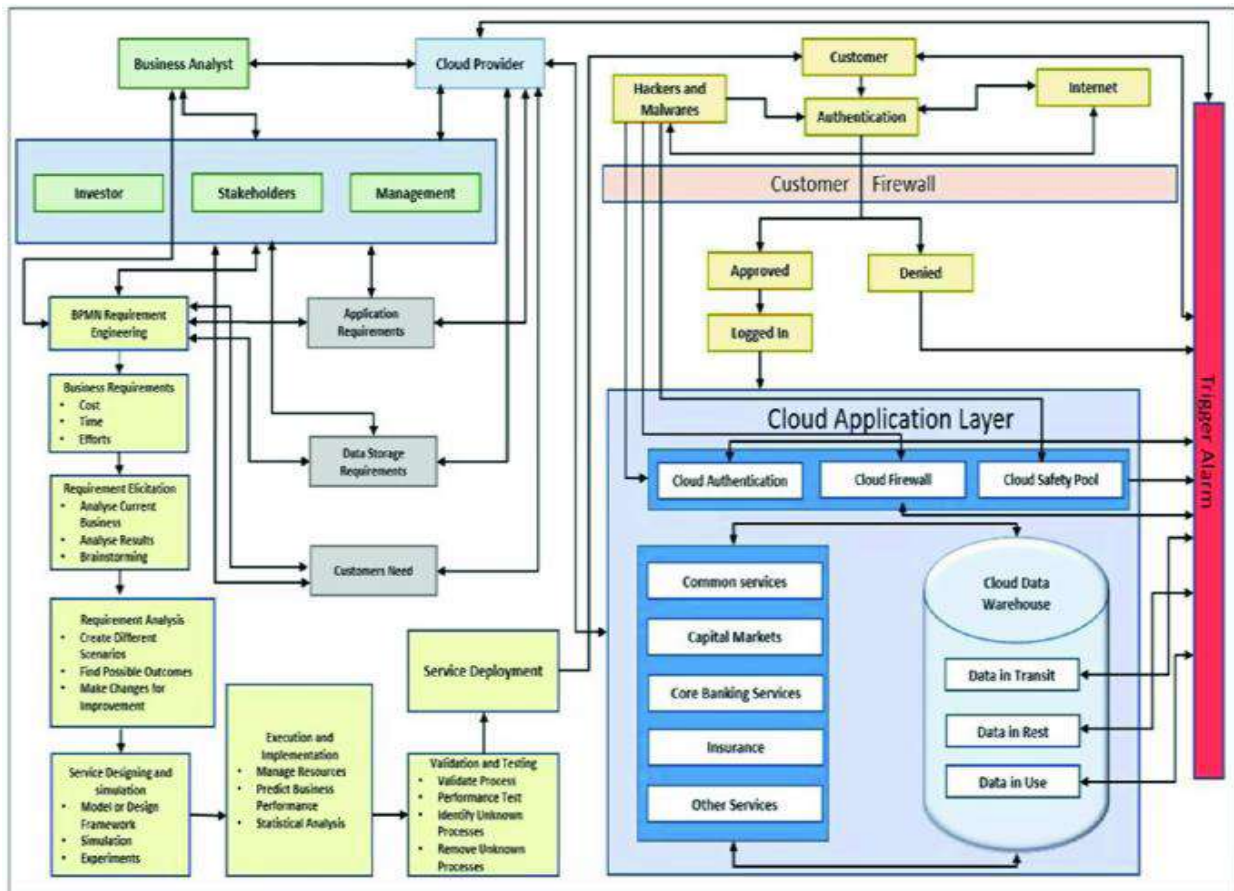 Business Analyst
Cloud Provider
Customer
Hackers and
Malwares
Internet
Authentication
Investor
Stakeholders
Management
Customer Firewall
Approved
Denied
Logged In
BPMN Requirement
Engineering
Application
Requirements
Business Requirements
• Cost
• Time
• Efforts
Data Storage
Requirements
Requirement Elicitation
• Analyse Current
Business
• Analyse Results
• Brainstorming
Customers Need
Requirement Analysis
• Create Different
Scenarios
• Find Possible Outcomes
• Make Changes for
Improvement
Service Designing and
simulation
• Model or Design
Framework
• Simulation
• Experiments
Execution and
Implementation
• Manage Resources
• Predict Business
Performance
• Statistical Analysis
Validation and Testing
• Validate Process
• Performance Test
• Identify Unknown
Processes
• Remove Unknown
Processes
Service Deployment
Cloud Application Layer
Cloud Authentication
Cloud Firewall
Cloud Safety Pool
Common services
Capital Markets
Core Banking Services
Insurance
Other Services
Cloud Data
Warehouse
Data in Transit
Data in Rest
Data in Use
Trigger Alarm